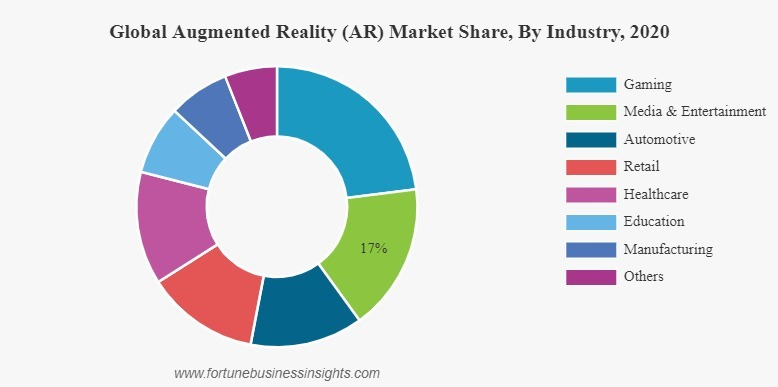 Global Augmented Reality (AR) Market Share, By Industry, 2020
17%
Gaming
Media & Entertainment
Automotive
Retail
Healthcare
Education
Manufacturing
Others
www.fortunebusinessinsights.com